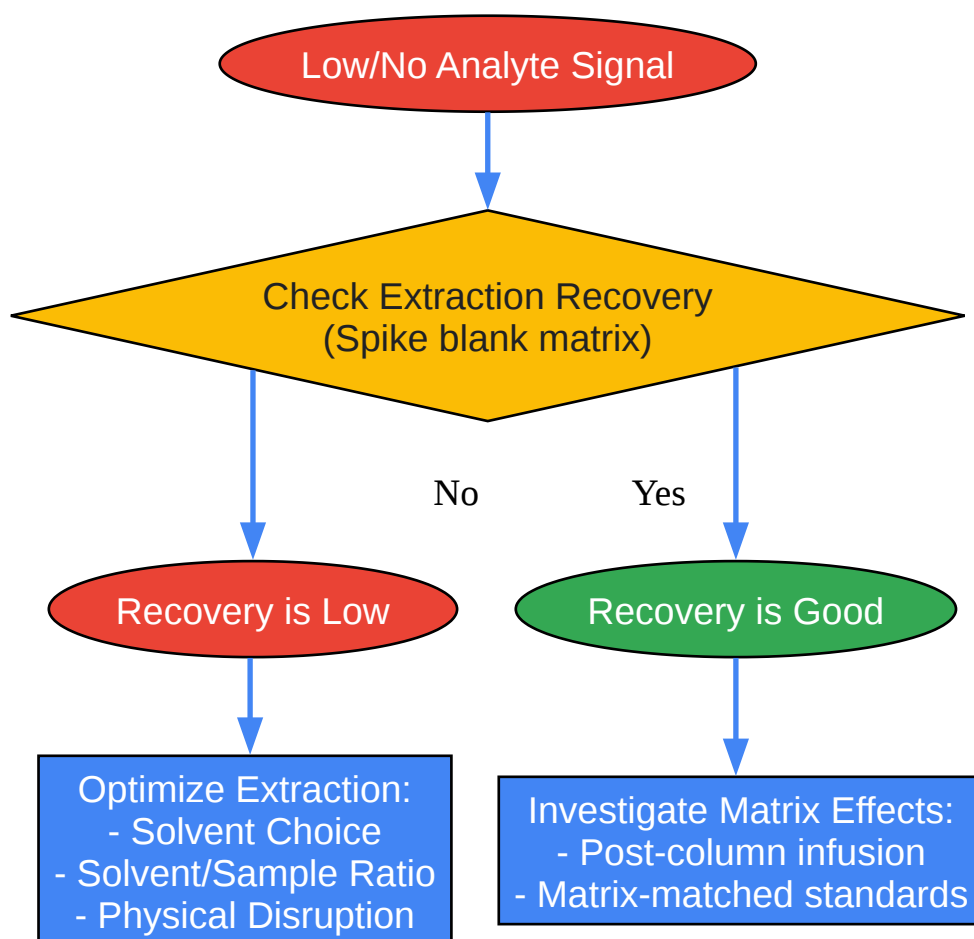 Low/No Analyte Signal
Check Extraction Recovery
(Spike blank matrix)
No
Yes
Recovery is Low
Recovery is Good
Optimize Extraction:
- Solvent Choice
- Solvent/Sample Ratio
- Physical Disruption
Investigate Matrix Effects:
- Post-column infusion
- Matrix-matched standards